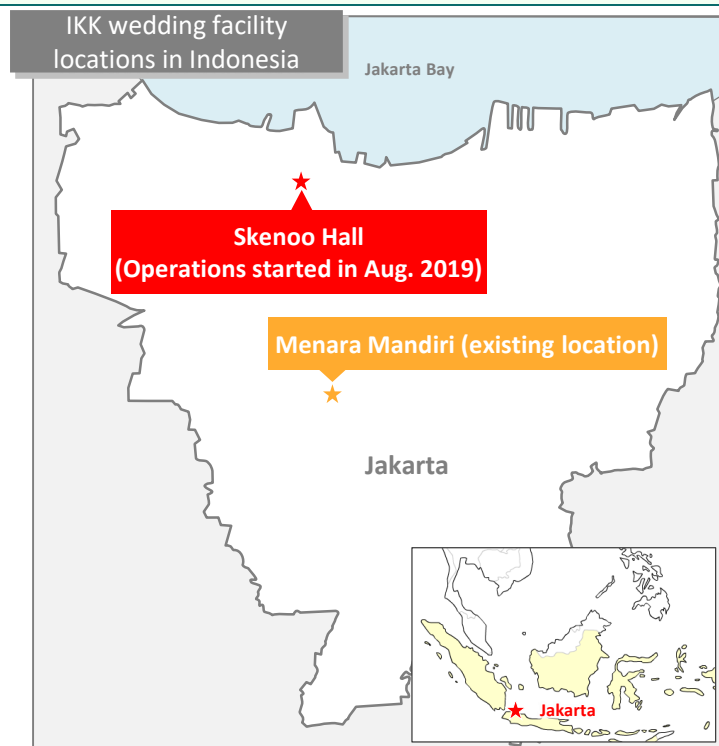 IKK wedding facility
locations in Indonesia
Jakarta Bay
Skenoo Hall
(Operations started in Aug. 2019)
Menara Mandiri (existing location)
Jakarta
Jakarta